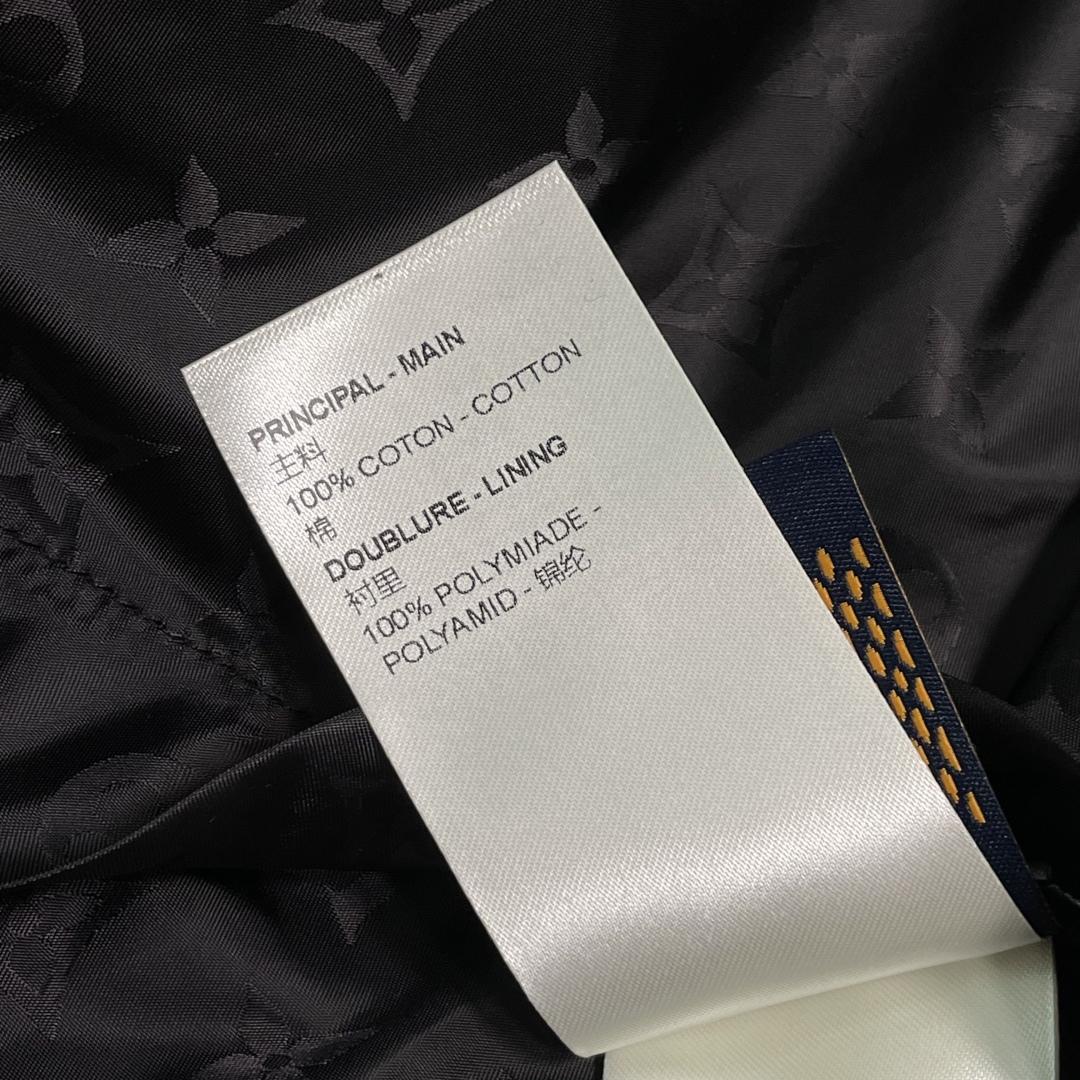 PRINCIPAL - MAIN
主料
100% COTON - COTTON
棉
DOUBLURE - LINING
衬里
100% POLYMIADE -
POLYAMID - 锦纶